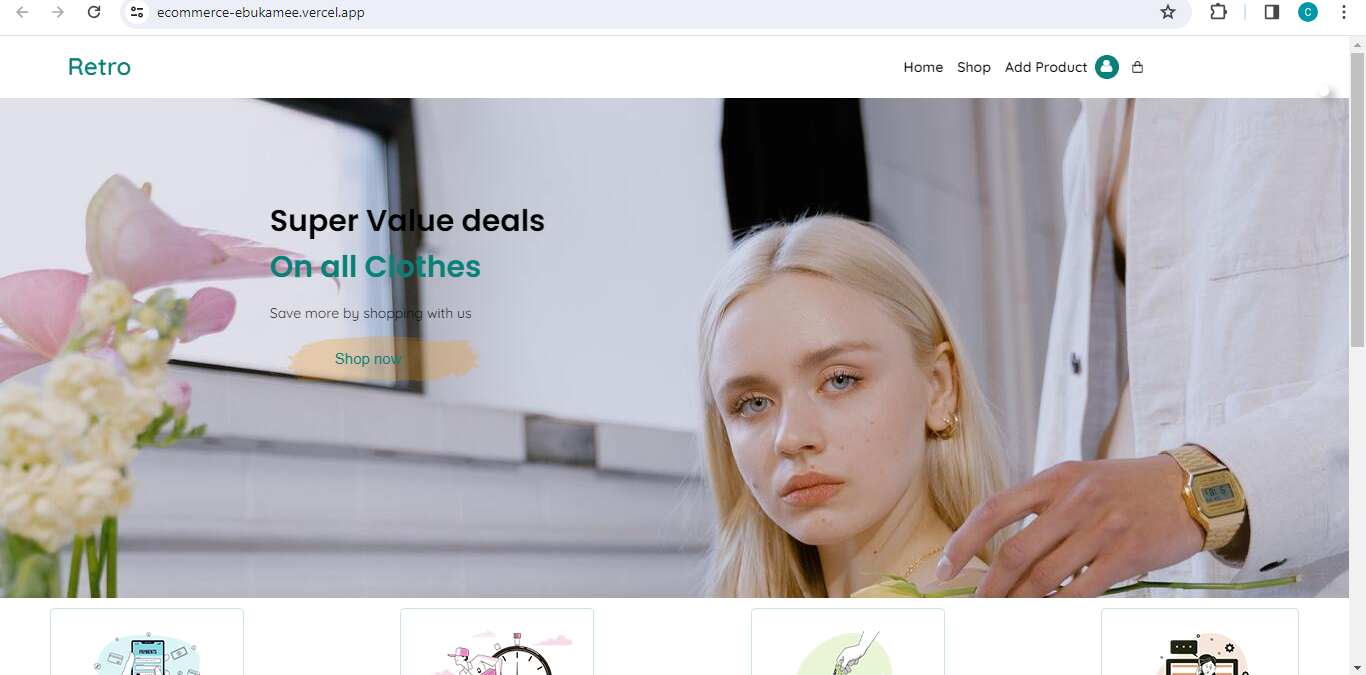 ecommerce-ebukamee.vercel.app
C
Retro
Home Shop Add Product
Super Value deals
On all Clothes
Save more by shopping with us
Shop now
PAYMENTS